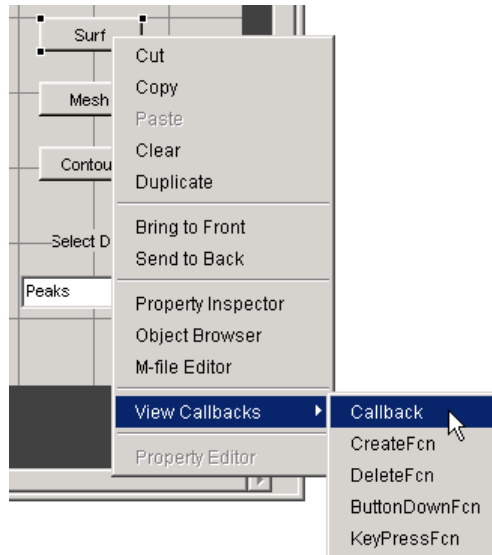 Surf
Mesh
Contou
Select D
Peaks
Cut
Copy
Paste
Clear
Duplicate
Bring to Front
Send to Back
Property Inspector
Object Browser
M-file Editor
View Callbacks
Property Editor
Callback
CreateFcn
DeleteFcn
ButtonDownFcn
KeyPressFcn